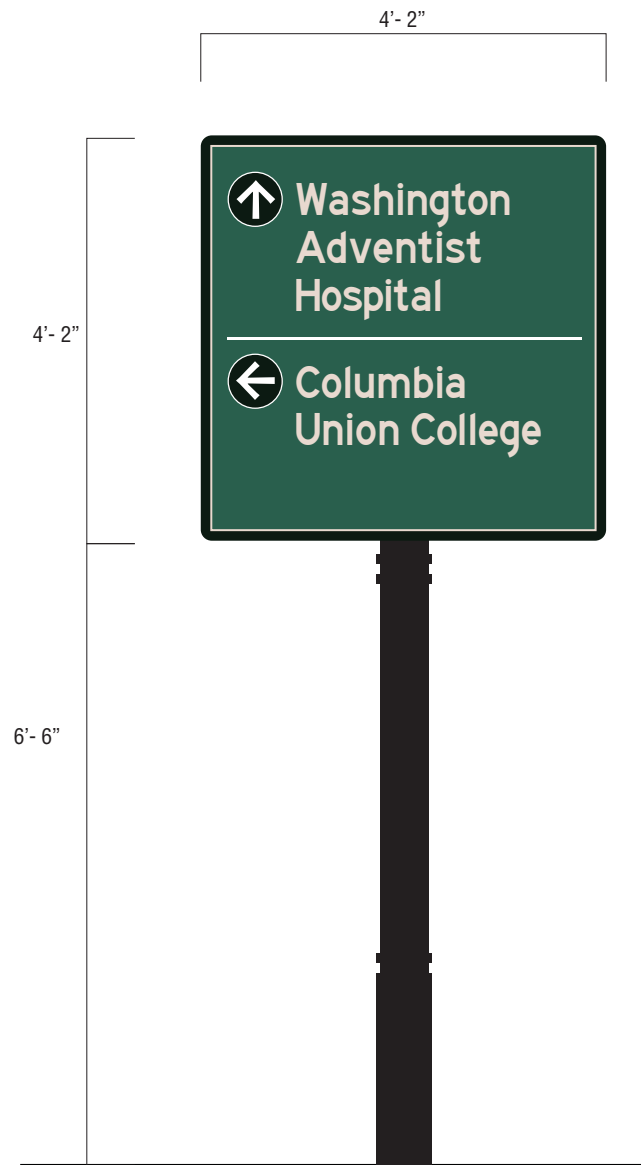 4’- 2”
Washington
Adventist
Hospital
4’- 2”
Columbia
Union College
6’- 6”